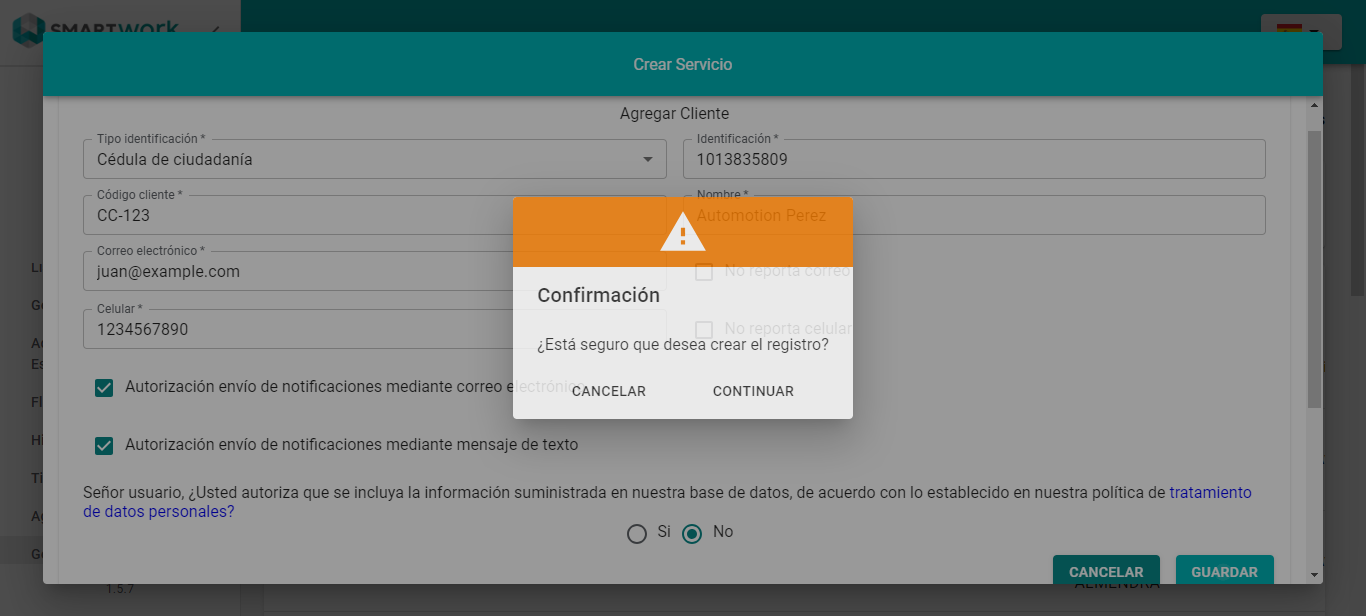 SMARTwork
Crear Servicio
Agregar Cliente
Tipo identificación *
Cédula de ciudadanía
Identificación *
1013835809
Código cliente *
CC-123
Nombre *
Automotion Perez
Correo electrónico *
juan@example.com
No reporta correo
Celular *
1234567890
No reporta celular
Confirmación
¿Está seguro que desea crear el registro?
CANCELAR
CONTINUAR
Autorización envío de notificaciones mediante correo electrónico
Autorización envío de notificaciones mediante mensaje de texto
Señor usuario, ¿Usted autoriza que se incluya la información suministrada en nuestra base de datos, de acuerdo con lo establecido en nuestra política de tratamiento
de datos personales?
Si
No
CANCELAR
GUARDAR
ALMENDRA
1.5.7